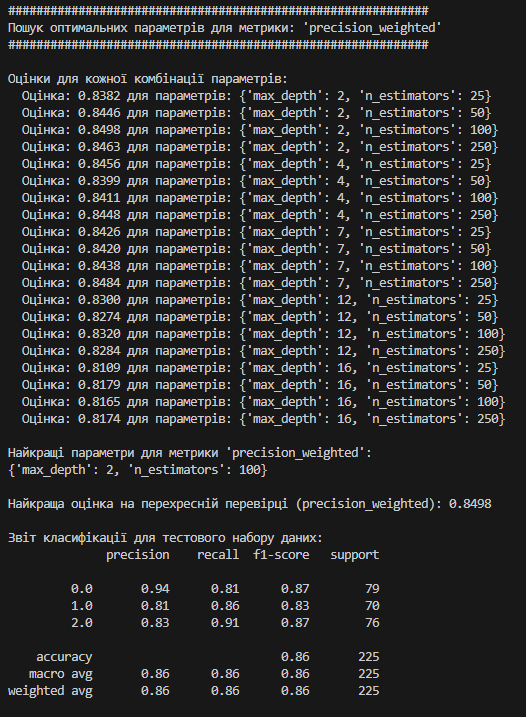 ############################################################
Пошук оптимальних параметрів для метрики: 'precision_weighted'
############################################################

Оцінки для кожної комбінації параметрів:
  Оцінка: 0.8382 для параметрів: {'max_depth': 2, 'n_estimators': 25}
  Оцінка: 0.8446 для параметрів: {'max_depth': 2, 'n_estimators': 50}
  Оцінка: 0.8498 для параметрів: {'max_depth': 2, 'n_estimators': 100}
  Оцінка: 0.8463 для параметрів: {'max_depth': 2, 'n_estimators': 250}
  Оцінка: 0.8456 для параметрів: {'max_depth': 4, 'n_estimators': 25}
  Оцінка: 0.8399 для параметрів: {'max_depth': 4, 'n_estimators': 50}
  Оцінка: 0.8411 для параметрів: {'max_depth': 4, 'n_estimators': 100}
  Оцінка: 0.8448 для параметрів: {'max_depth': 4, 'n_estimators': 250}
  Оцінка: 0.8426 для параметрів: {'max_depth': 7, 'n_estimators': 25}
  Оцінка: 0.8420 для параметрів: {'max_depth': 7, 'n_estimators': 50}
  Оцінка: 0.8438 для параметрів: {'max_depth': 7, 'n_estimators': 100}
  Оцінка: 0.8484 для параметрів: {'max_depth': 7, 'n_estimators': 250}
  Оцінка: 0.8300 для параметрів: {'max_depth': 12, 'n_estimators': 25}
  Оцінка: 0.8274 для параметрів: {'max_depth': 12, 'n_estimators': 50}
  Оцінка: 0.8320 для параметрів: {'max_depth': 12, 'n_estimators': 100}
  Оцінка: 0.8284 для параметрів: {'max_depth': 12, 'n_estimators': 250}
  Оцінка: 0.8109 для параметрів: {'max_depth': 16, 'n_estimators': 25}
  Оцінка: 0.8179 для параметрів: {'max_depth': 16, 'n_estimators': 50}
  Оцінка: 0.8165 для параметрів: {'max_depth': 16, 'n_estimators': 100}
  Оцінка: 0.8174 для параметрів: {'max_depth': 16, 'n_estimators': 250}

Найкращі параметри для метрики 'precision_weighted':
{'max_depth': 2, 'n_estimators': 100}

Найкраща оцінка на перехресній перевірці (precision_weighted): 0.8498

Звіт класифікації для тестового набору даних:
              precision    recall  f1-score   support

         0.0       0.94      0.81      0.87        79
         1.0       0.81      0.86      0.83        70
         2.0       0.83      0.91      0.87        76

    accuracy                           0.86       225
   macro avg       0.86      0.86      0.86       225
weighted avg       0.86      0.86      0.86       225